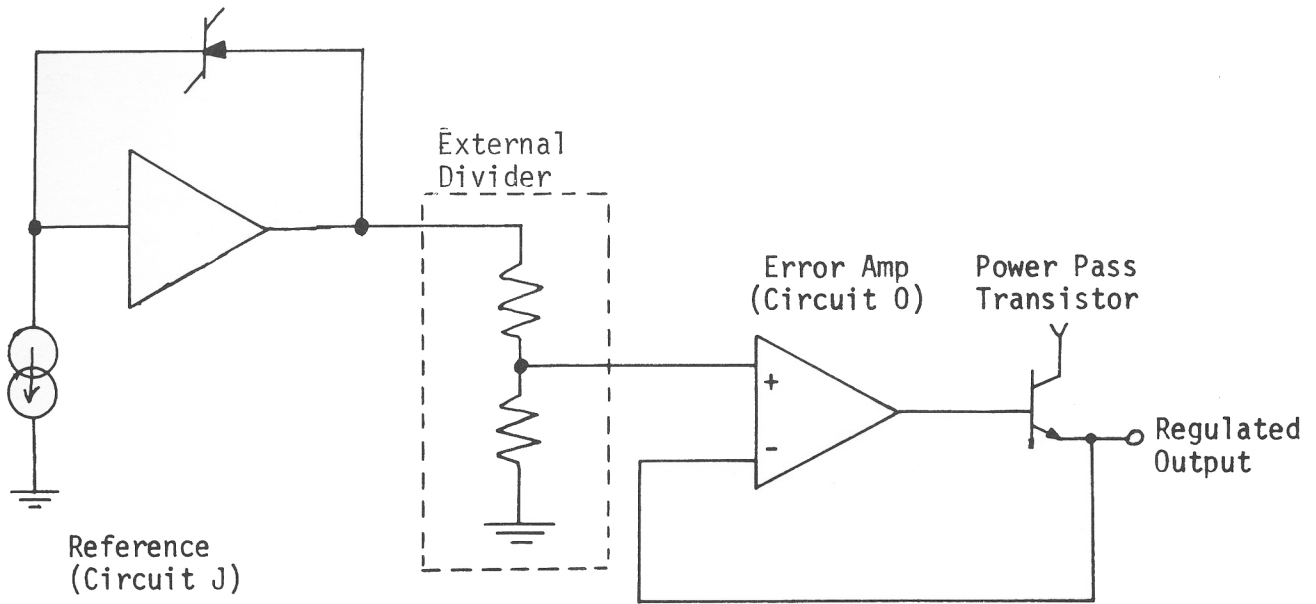 External
Divider
Error Amp
(Circuit O)
Power Pass
Transistor
+
-
Regulated
Output
Reference
(Circuit J)